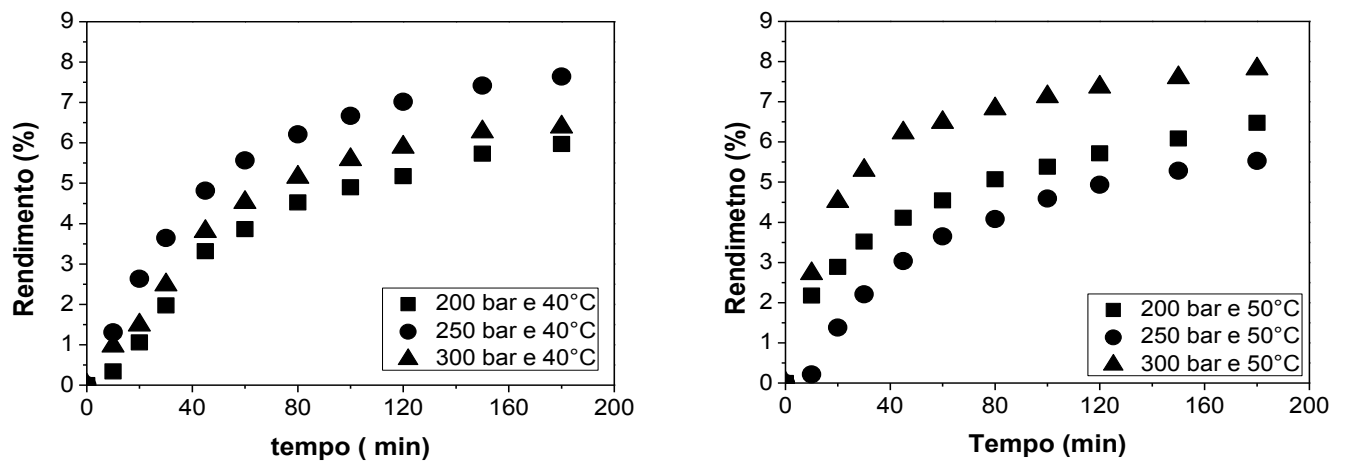 9
8
7
6
5
4
3
2
1
0
Rendimento (%)
200 bar e 40°C
250 bar e 40°C
300 bar e 40°C
0 40 80 120 160 200
tempo ( min)
9
8
7
6
5
4
3
2
1
0
Rendimetno (%)
200 bar e 50°C
250 bar e 50°C
300 bar e 50°C
0 40 80 120 160 200
Tempo (min)